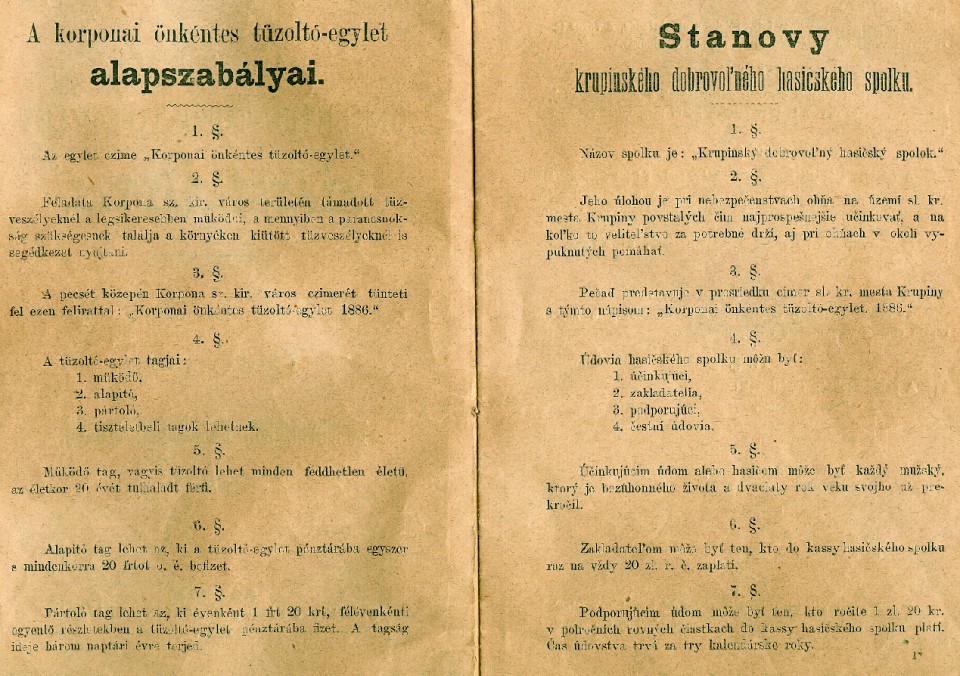 A korponai önkéntes tüzoltó-egylet
alapszabályai.
1. §.
Az egylet czime „Korponai önkéntes tüzoltó-egylet.“
2. §.
Feladata Korpona sz. kir. város területén támadott tüz-
veszélyeknél a legsikeresebben müködni, a mennyiben a parancsnok-
ság szükségesnek találja a környéken kiütött tüzveszélyeknél is
segédkezet nyujtani.
3. §.
A pecsét közepén Korpona sz. kir. város czimerét tünteti
fel ezen felirattal: „Korponai önkéntes tüzoltó-egylet 1886.“
4. §.
A tüzoltó-egylet tagjai:
1. müködő,
2. alapitó,
3. pártoló,
4. tiszteletbeli tagok lehetnek.
5. §.
Müködő tag, vagyis tüzoltó lehet minden feddhetlen életü,
az életkor 20 évét tulhaladt férfi.
6. §.
Alapitó tag lehet az, ki a tüzoltó-egylet pénztárába egyszer
s mindenkorra 20 frtot o. é. befizet.
7. §.
Pártoló tag lehet az, ki évenként 1 frt 20 krt, félévenkénti
egyenlő részletekben a tüzoltó-egylet pénztárába fizet. A tagság
ideje három naptári évre terjed.
Stanovy
krupinského dobrovoľného hasičského spolku.
1. §.
Názov spolku je: „Krupinský dobrovoľný hasičský spolok.“
2. §.
Jeho úlohou je pri nebezpečenstvach ohňa na území sl. kr.
mesta Krupiny povstalých čím najprospešnejšie učinkovať, a na
koľko to veliteľstvo za potrebné drží, aj pri ohňach v okolí vy-
puknutých pomáhať.
3. §.
Pečaď predstavuje v prostriedku címer sl. kr. mesta Krupiny
s týmto nápisom: „Korponai önkéntes tüzoltó-egylet, 1886.“
4. §.
Údovia hasičského spolku môžu byť:
1. účinkujúci,
2. zakladatelia,
3. podporujúci,
4. čestní údovia.
5. §.
Účinkujúcim údom alebo hasičom môže byť každý mužský,
ktorý je bezúhonného života a dvaciaty rok veku svojho už pre-
kročil.
6. §.
Zakladateľom môže byť ten, kto do kassy hasičského spolku
raz na vždy 20 zl. r. č. zaplatí.
7. §.
Podporujúcim údom môže byť ten, kto ročite 1 zl. 20 kr.
v polročních rovných čiastkach do kassy hasičského spolku platí.
Čas údovstva trvá za try kalendárske roky.
1*